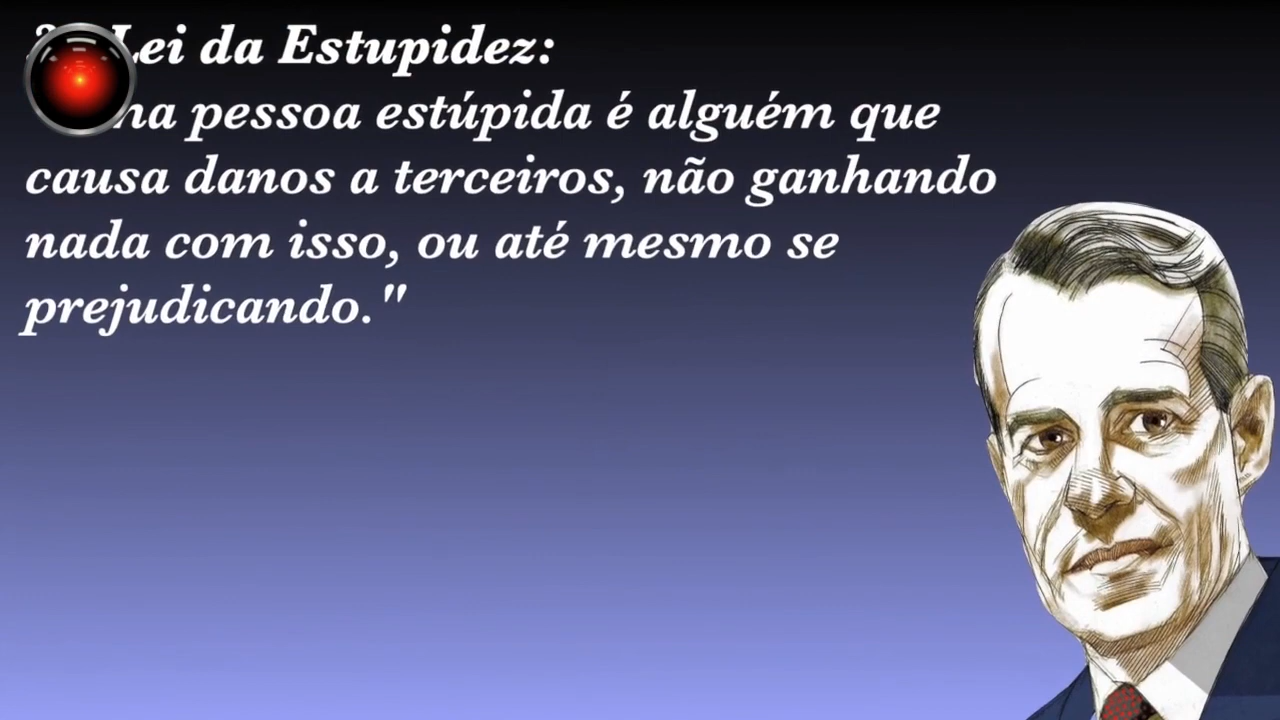 Lei da Estupidez:
pessoa estúpida é alguém que
causa danos a terceiros, não ganhando
nada com isso, ou até mesmo se
prejudicando."